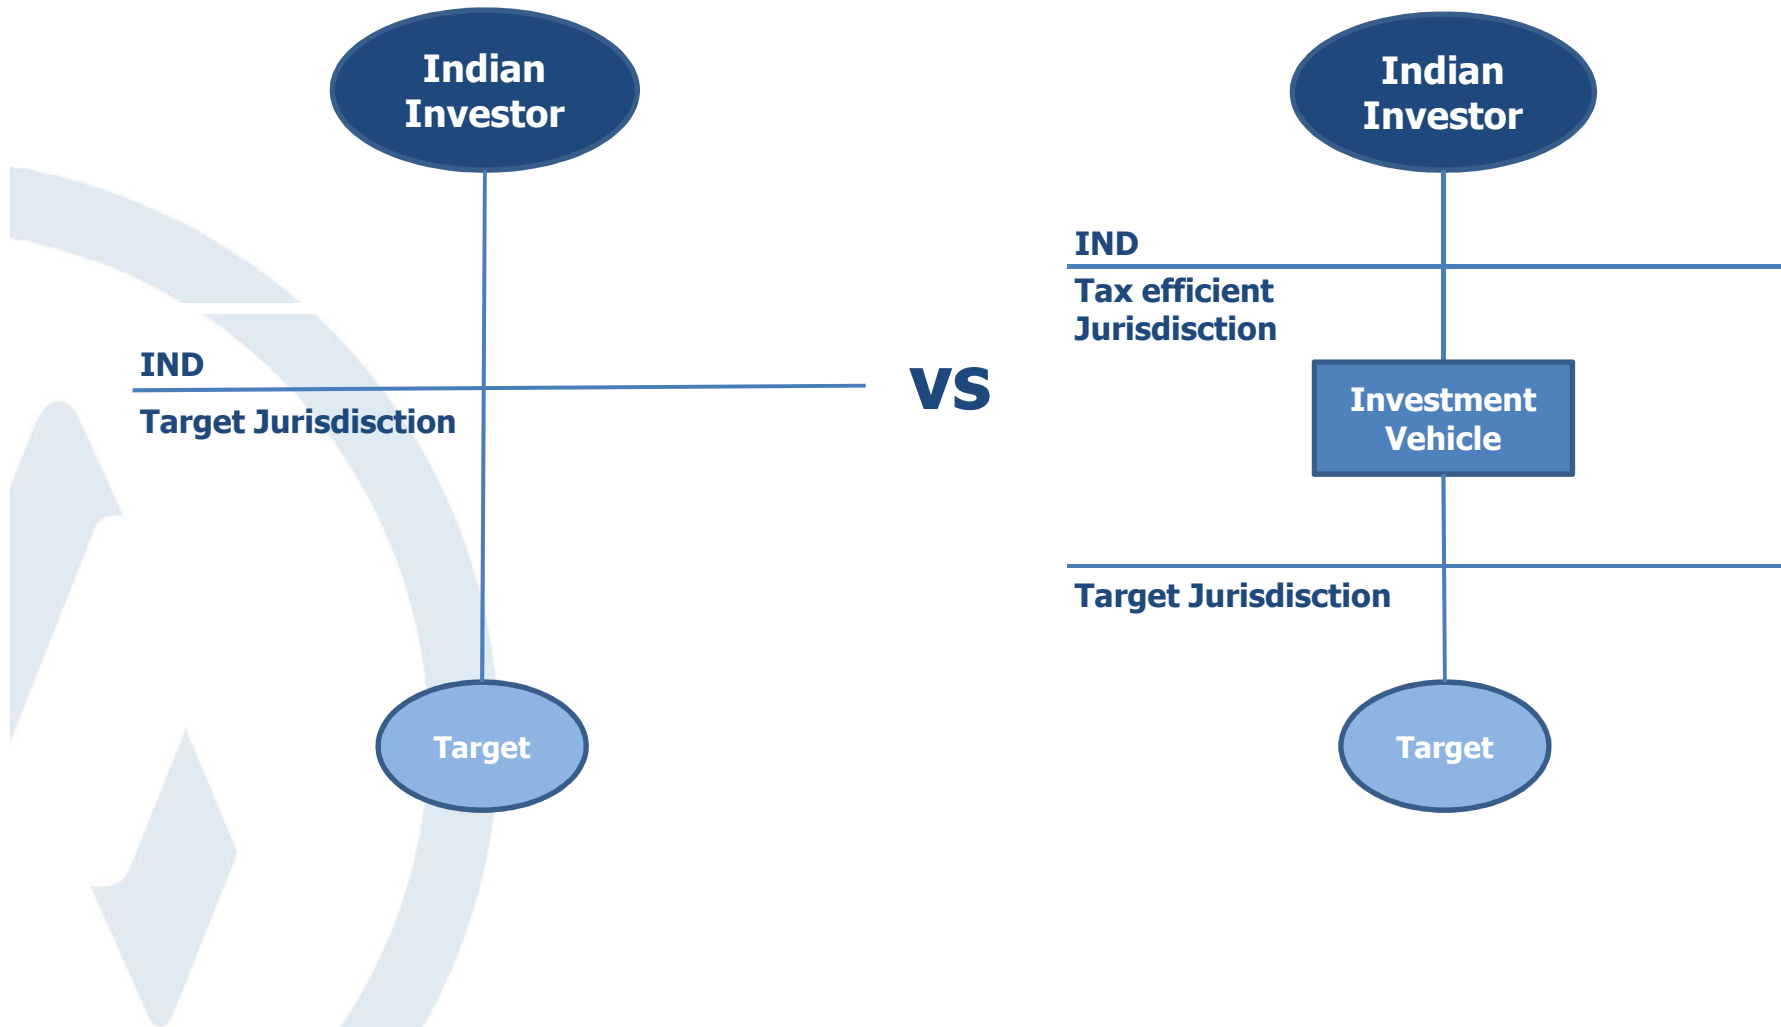 Indian
Investor
IND
Target Jurisdisction
Target
vs
Indian
Investor
IND
Tax efficient
Jurisdisction
Investment
Vehicle
Target Jurisdisction
Target